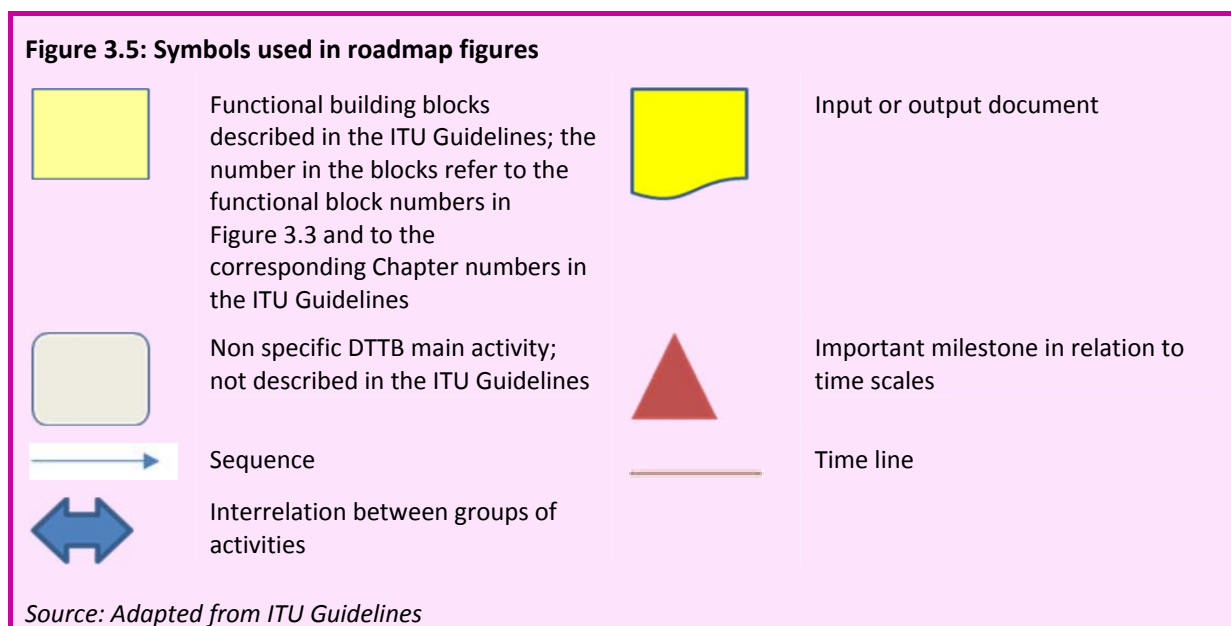 Figure 3.5: Symbols used in roadmap figures
Functional building blocks
described in the ITU Guidelines; the
number in the blocks refer to the
functional block numbers in
Figure 3.3 and to the
corresponding Chapter numbers in
the ITU Guidelines
Input or output document
Non specific DTTB main activity;
not described in the ITU Guidelines
Important milestone in relation to
time scales
Sequence
Time line
Interrelation between groups of
activities
Source: Adapted from ITU Guidelines